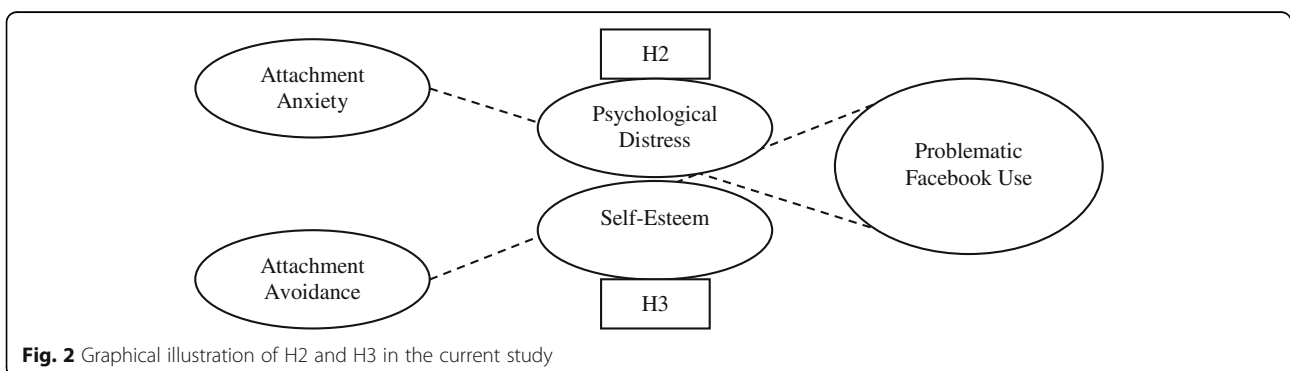 H2
Attachment
Anxiety
Psychological
Distress
Problematic
Facebook Use
Self-Esteem
Attachment
Avoidance
H3
Fig. 2 Graphical illustration of H2 and H3 in the current study